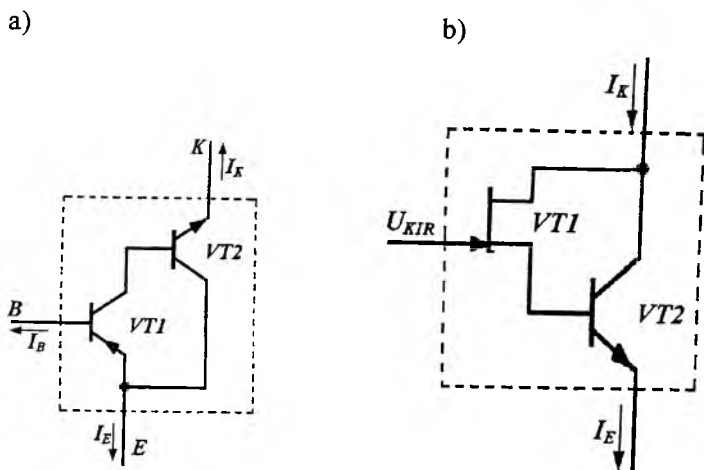 a)
b)
K
I_K
VT2
B
I_B
VT1
I_E
E
I_K
U_KIR
VT1
VT2
I_E